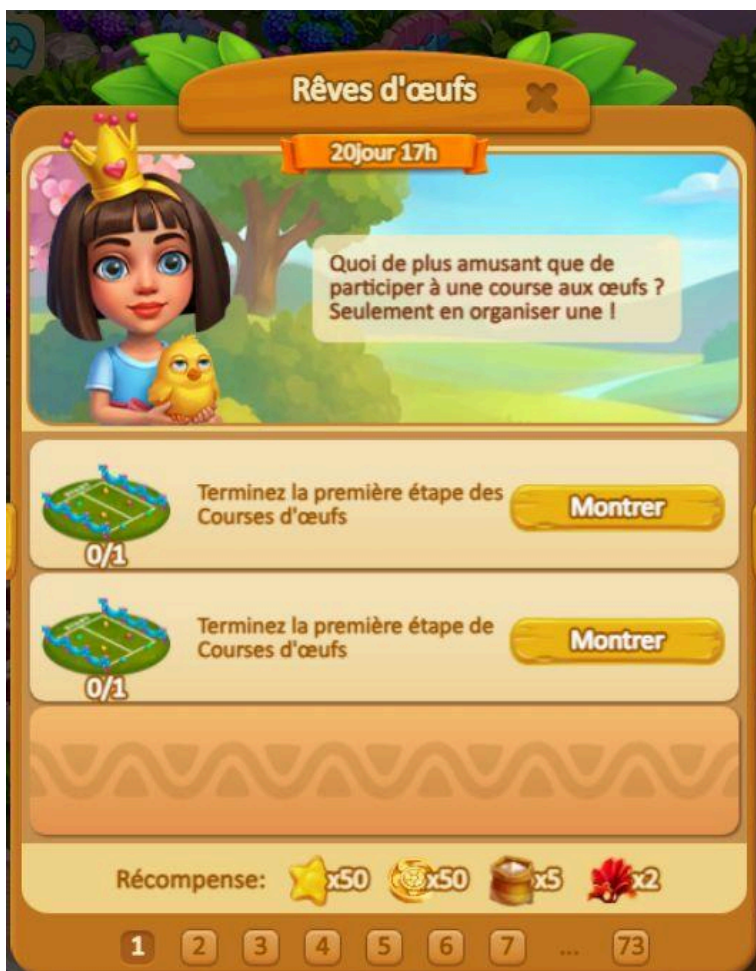 Rêves d'œufs
20jour 17h
Quoi de plus amusant que de
participer à une course aux œufs ?
Seulement en organiser une !
Terminez la première étape des
Courses d'œufs
Montrer
0/1
Terminez la première étape de
Courses d'œufs
Montrer
0/1
Récompense: x50 x50 x5 x2
1 2 3 4 5 6 7 ... 73